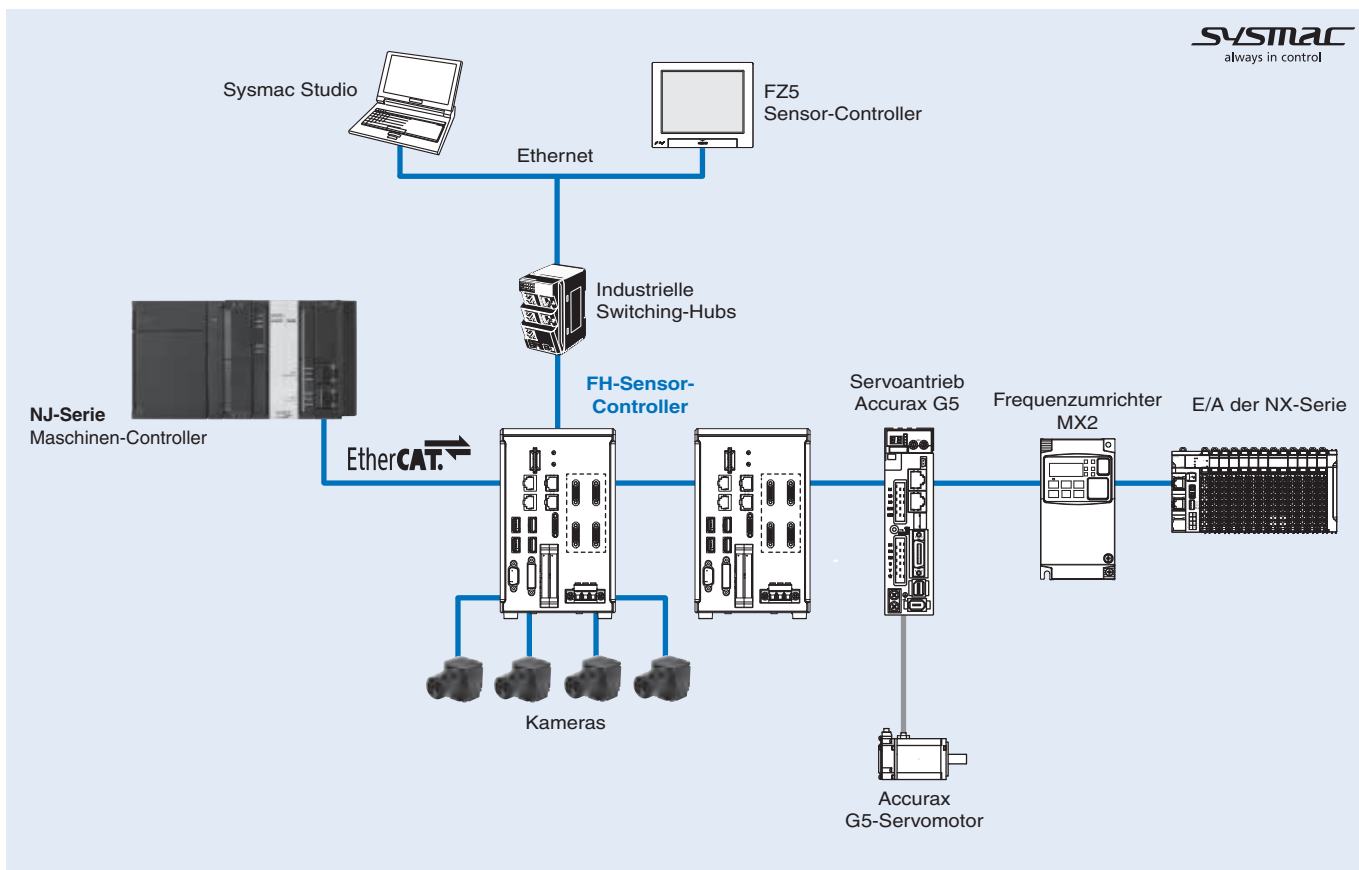 sysmac
always in control
Sysmac Studio
FZ5
Sensor-Controller
Ethernet
Industrielle
Switching-Hubs
FH-Sensor-
Controller
NJ-Serie
Maschinen-Controller
EtherCAT.
Servoantrieb
Accurax G5
Frequenzumrichter
MX2
E/A der NX-Serie
Kameras
Accurax
G5-Servomotor